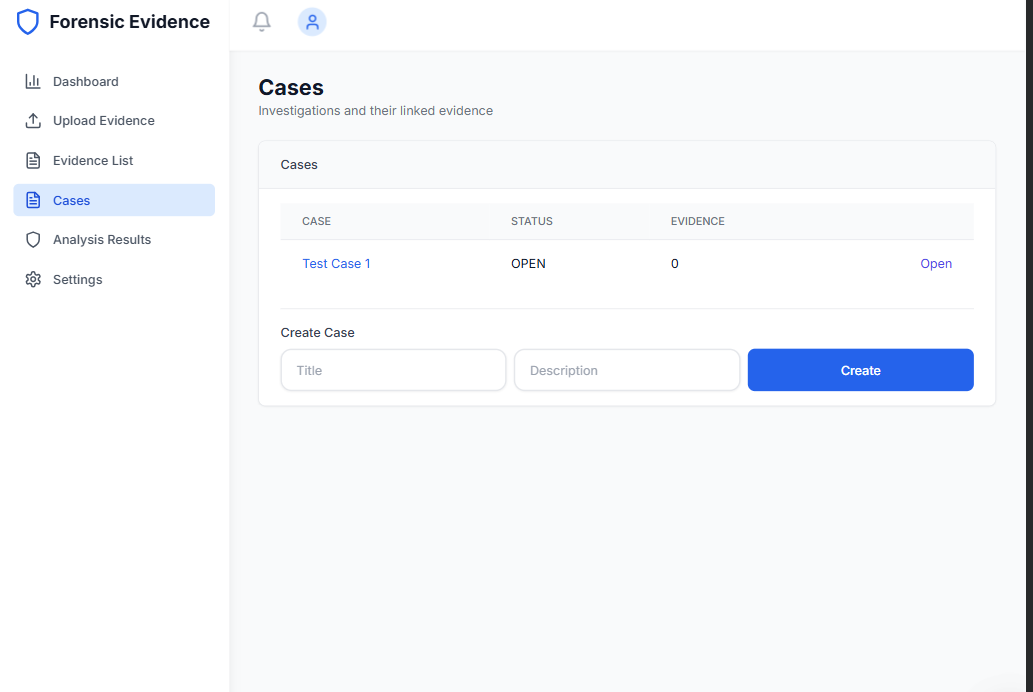 Forensic Evidence
Dashboard
Upload Evidence
Evidence List
Cases
Analysis Results
Settings
Cases
Investigations and their linked evidence
Cases
CASE STATUS EVIDENCE
Test Case 1 OPEN 0 Open
Create Case
Title Description Create